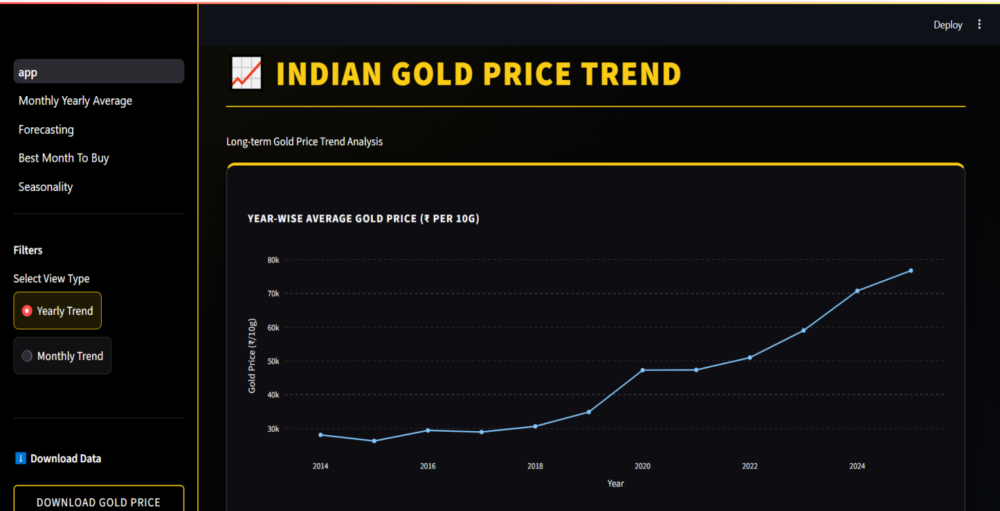 Deploy
app
Monthly Yearly Average
Forecasting
Best Month To Buy
Seasonality
Filters
Select View Type
Yearly Trend
Monthly Trend
Download Data
DOWNLOAD GOLD PRICE
INDIAN GOLD PRICE TREND
Long-term Gold Price Trend Analysis
YEAR-WISE AVERAGE GOLD PRICE (₹ PER 10G)
Gold Price (₹/10g)
80k
70k
60k
50k
40k
30k
2014 2016 2018 2020 2022 2024
Year